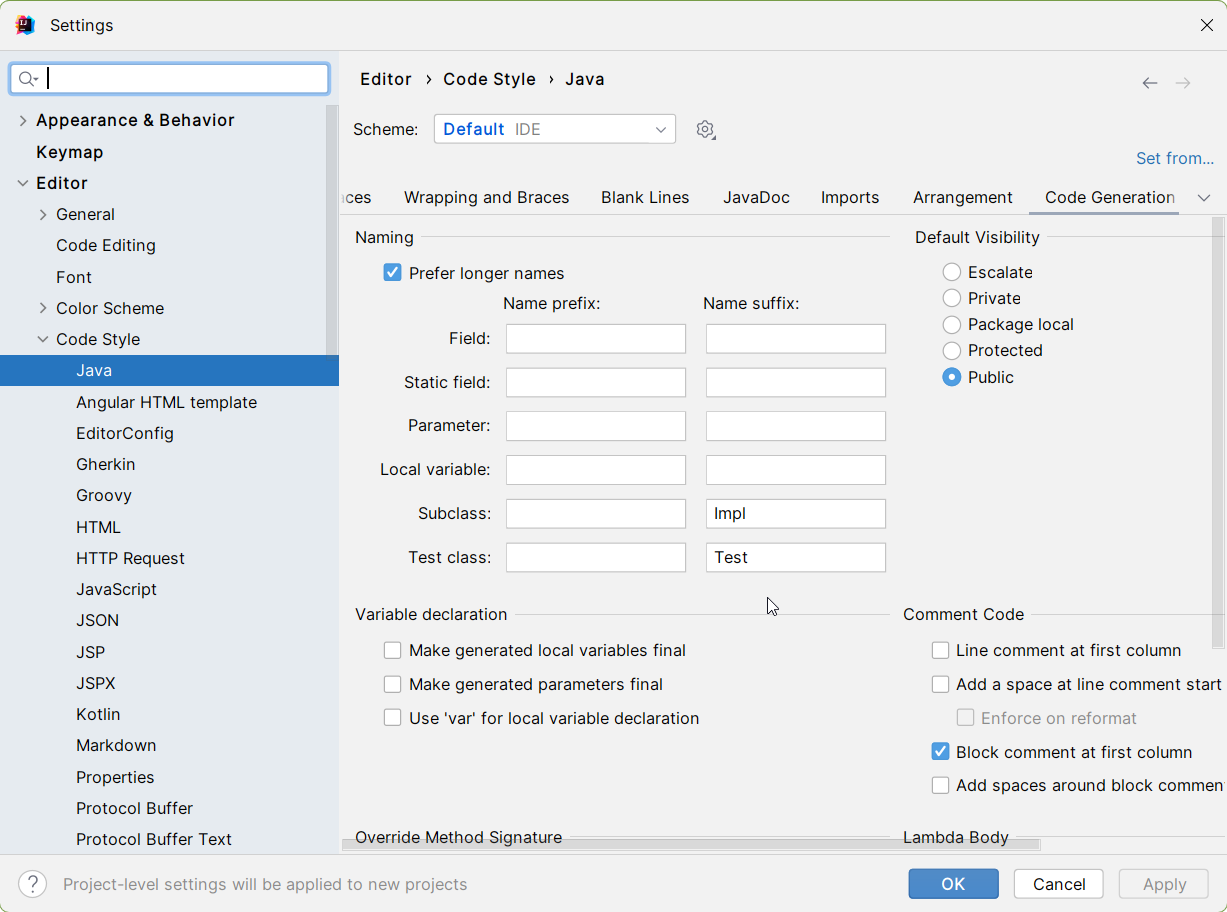 Settings
Appearance & Behavior
Keymap
Editor
General
Code Editing
Font
Color Scheme
Code Style
Java
Angular HTML template
EditorConfig
Gherkin
Groovy
HTML
HTTP Request
JavaScript
JSON
JSP
JSPX
Kotlin
Markdown
Properties
Protocol Buffer
Protocol Buffer Text
Editor › Code Style › Java
Scheme: Default IDE
Set from...
ces Wrapping and Braces Blank Lines JavaDoc Imports Arrangement Code Generation
Naming
Prefer longer names
Name prefix: Name suffix:
Field:
Static field:
Parameter:
Local variable:
Subclass: Impl
Test class: Test
Default Visibility
Escalate
Private
Package local
Protected
Public
Variable declaration
Make generated local variables final
Make generated parameters final
Use 'var' for local variable declaration
Comment Code
Line comment at first column
Add a space at line comment start
Enforce on reformat
Block comment at first column
Add spaces around block commen
Override Method Signature
Lambda Body
? Project-level settings will be applied to new projects
OK Cancel Apply